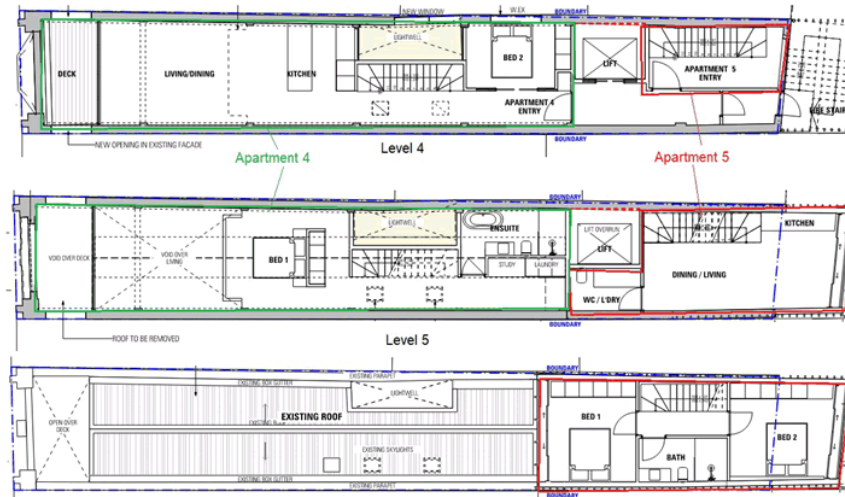 NEW WINDOW
W.EX
BOUNDARY
LIGHTWELL
BED 2
DECK
LIVING/DINING
KITCHEN
LIFT
APARTMENT 5
ENTRY
APARTMENT 4
ENTRY
FIRE STAIR
BOUNDARY
NEW OPENING IN EXISTING FACADE
Apartment 4
Level 4
Apartment 5
BOUNDARY
LIGHTWELL
ENSUITE
LIFT OVERRUN
LIFT
KITCHEN
VOID OVER DECK
VOID OVER
LIVING
BED 1
STUDY
LAUNDRY
DINING / LIVING
WC / L'DRY
BOUNDARY
ROOF TO BE REMOVED
Level 5
BOUNDARY
EXISTING PARAPET
EXISTING BOX GUTTER
LIGHTWELL
OPEN OVER
DECK
EXISTING ROOF
BED 1
BATH
BED 2
EXISTING SKYLIGHTS
EXISTING BOX GUTTER
EXISTING PARAPET
BOUNDARY